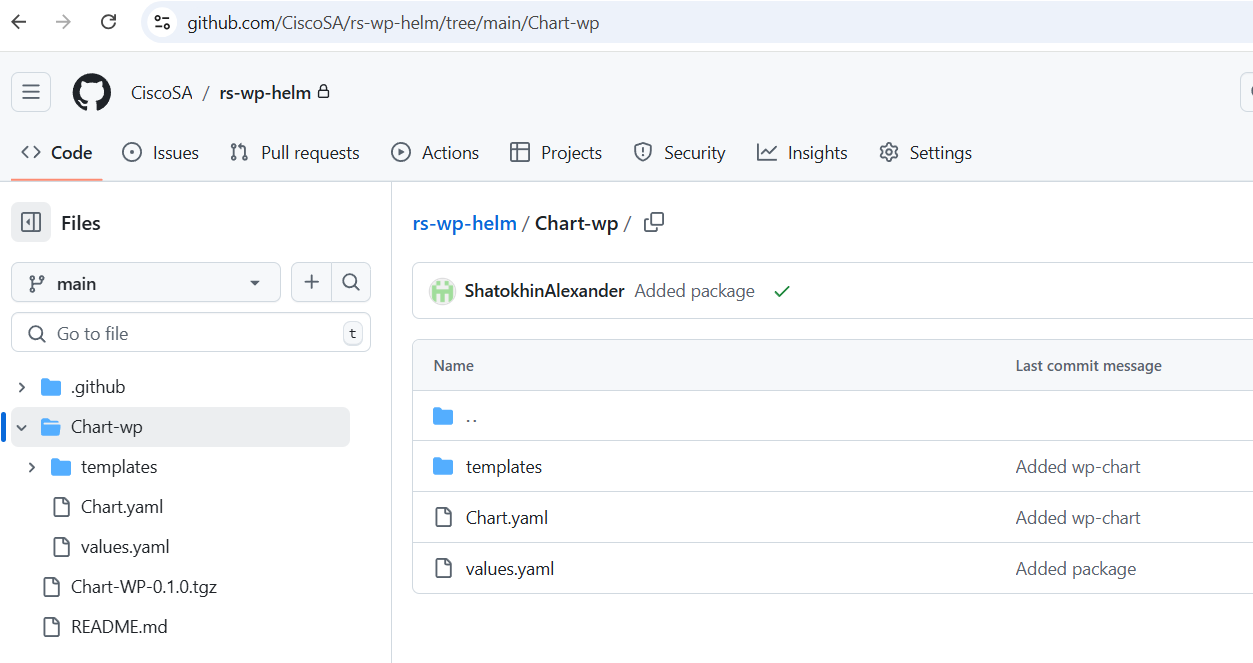 github.com/CiscoSA/rs-wp-helm/tree/main/Chart-wp
CiscoSA / rs-wp-helm
Code Issues Pull requests Actions Projects Security Insights Settings
Files
main
Go to file t
.github
Chart-wp
templates
Chart.yaml
values.yaml
Chart-WP-0.1.0.tgz
README.md
rs-wp-helm / Chart-wp /
ShatokhinAlexander Added package
Name Last commit message
..
templates Added wp-chart
Chart.yaml Added wp-chart
values.yaml Added package